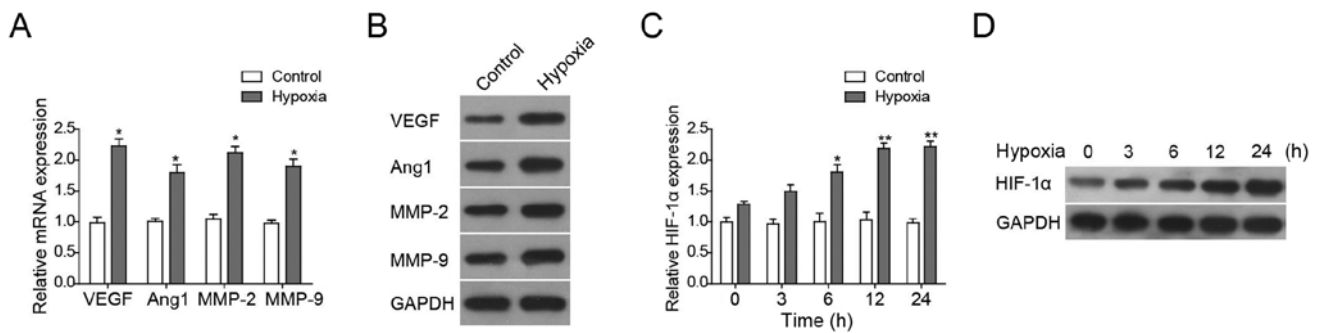 A
Control
Hypoxia
Relative mRNA expression
2.5
2.0
1.5
1.0
0.5
0.0
*
*
*
*
VEGF Ang1 MMP-2 MMP-9
B
Control Hypoxia
VEGF
Ang1
MMP-2
MMP-9
GAPDH
C
Control
Hypoxia
Relative HIF-1α expression
2.5
2.0
1.5
1.0
0.5
0.0
*
**
**
0 3 6 12 24
Time (h)
D
Hypoxia 0 3 6 12 24 (h)
HIF-1α
GAPDH